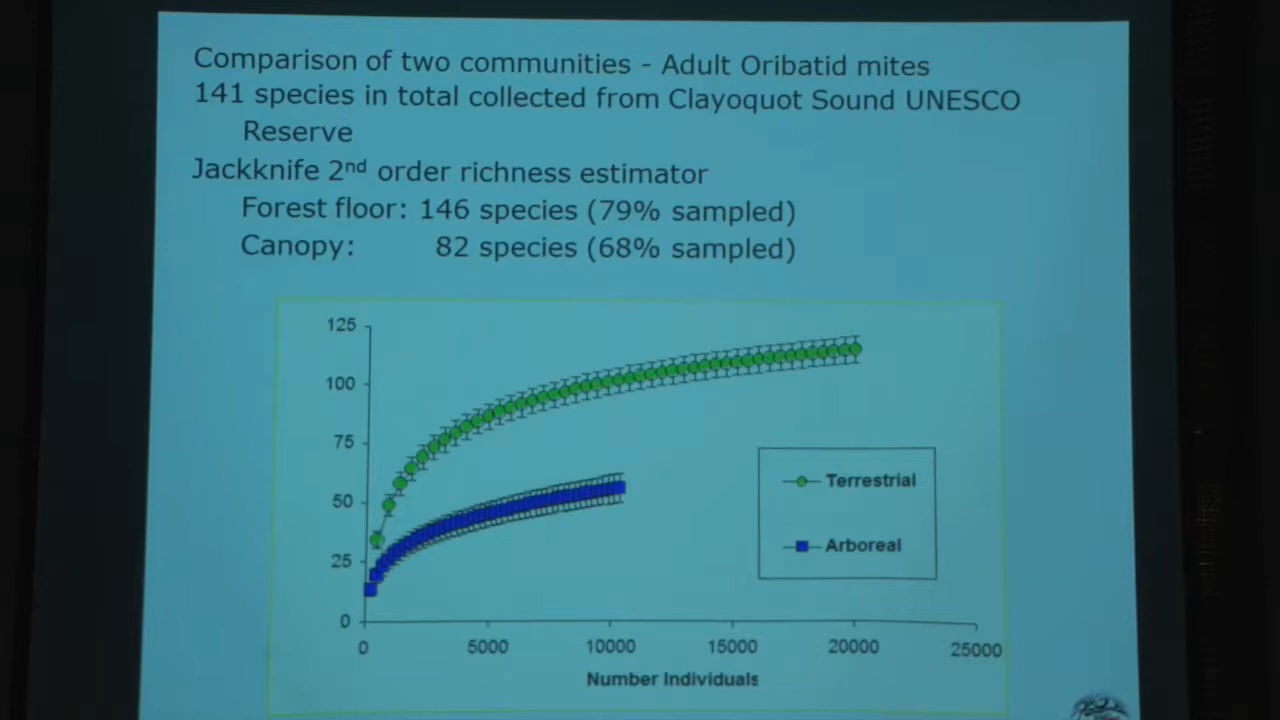 Comparison of two communities - Adult Oribatid mites
141 species in total collected from Clayoquot Sound UNESCO
Reserve
Jackknife 2nd order richness estimator
Forest floor: 146 species (79% sampled)
Canopy: 82 species (68% sampled)
125
100
75
50
25
0
0 5000 10000 15000 20000 25000
Number Individuals
Terrestrial
Arboreal